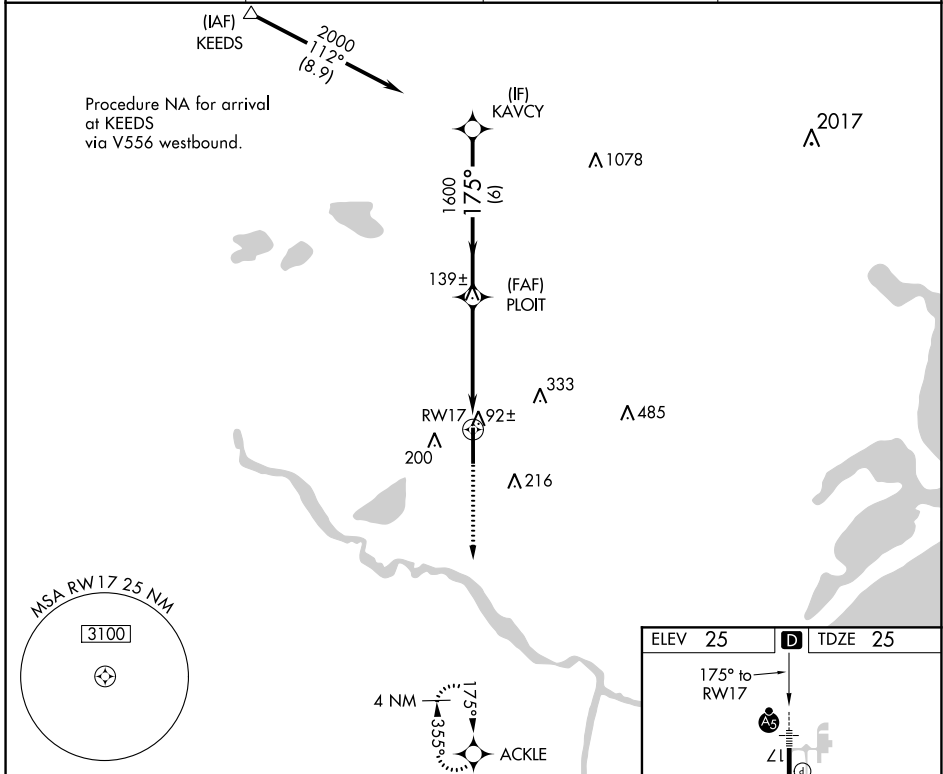 (IAF)
KEEDS
2000
112°
(8.9)
Procedure NA for arrival
at KEEDS
via V556 westbound.
(IF)
KAVCY
2017
1078
1600
175°
(6)
139±
(FAF)
PLOIT
333
RW17
92±
485
200
216
MSA RW17 25 NM
3100
4 NM
175°
355°
ACKLE
ELEV 25
D
TDZE 25
175° to
RW17
A5
17
P